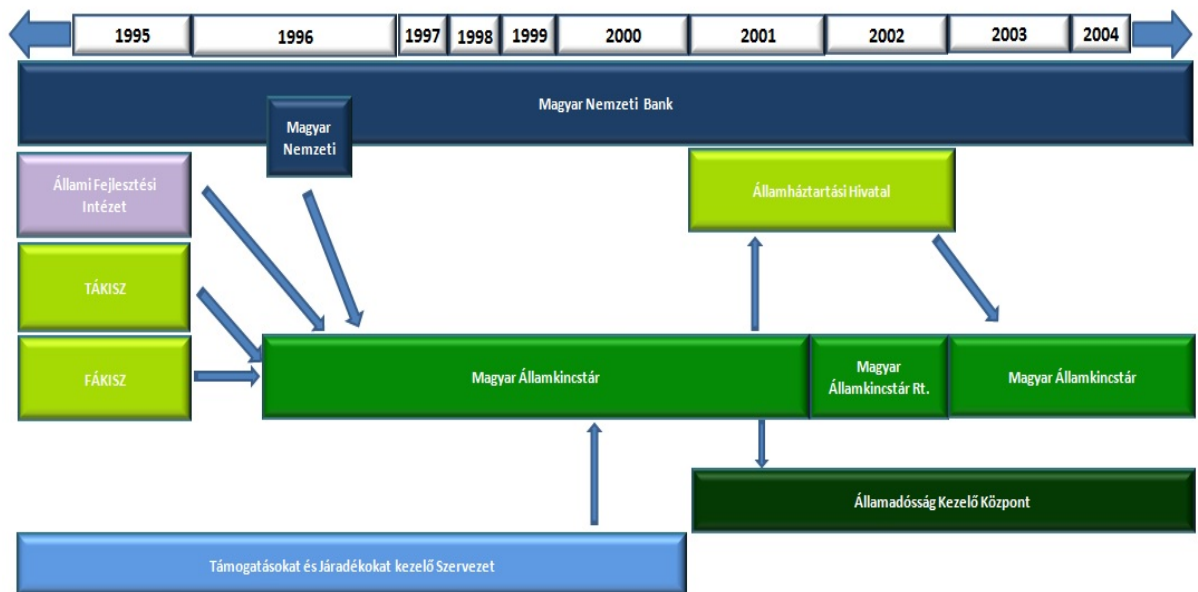 1995 1996 1997 1998 1999 2000 2001 2002 2003 2004
Magyar Nemzeti Bank
Magyar
Nemzeti
Állami Fejlesztési
Intézet
Államháztartási Hivatal
TÁKISZ
FÁKISZ
Magyar Államkincstár
Magyar
Államkincstár Rt.
Magyar Államkincstár
Államadósság Kezelő Központ
Támogatásokat és Járadékokat kezelő Szervezet